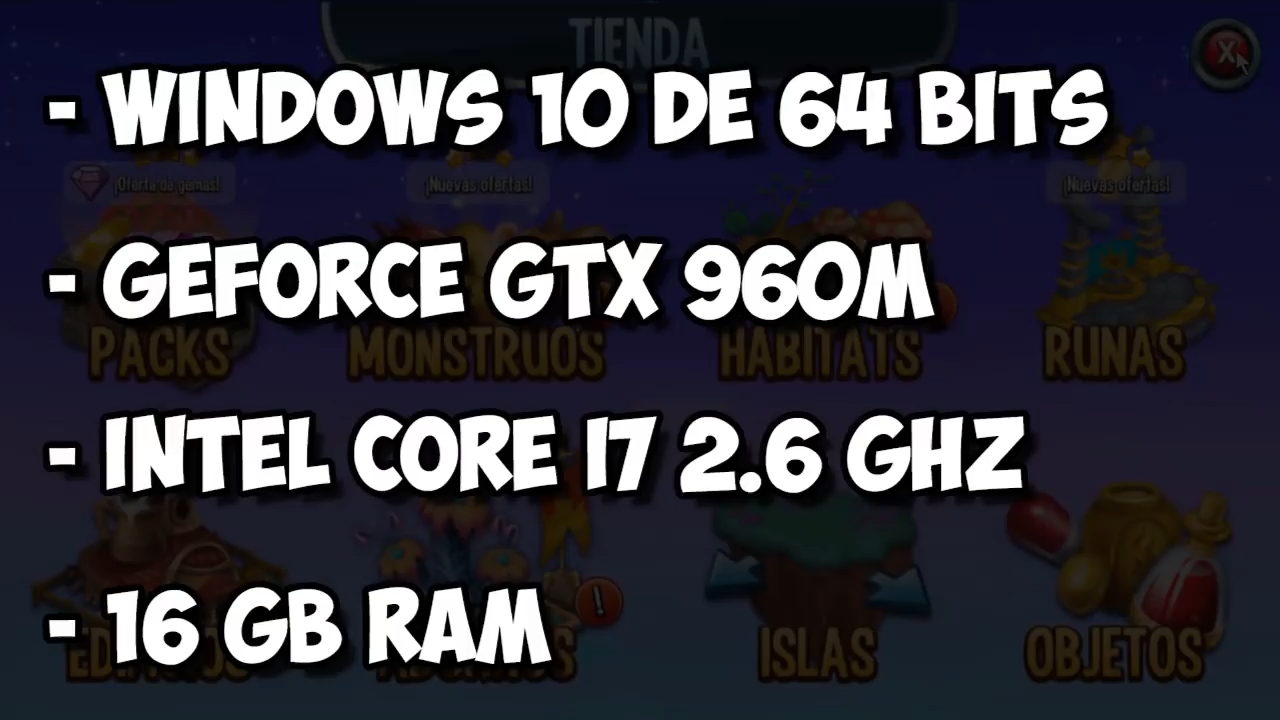 TIENDA
X
- WINDOWS 10 DE 64 BITS
¡Oferta de gemas!
¡Nuevas ofertas!
¡Nuevas ofertas!
- GEFORCE GTX 960M
PACKS
MONSTRUOS
HÁBITATS
RUNAS
- INTEL CORE I7 2.6 GHZ
- 16 GB RAM
!
ISLAS
OBJETOS